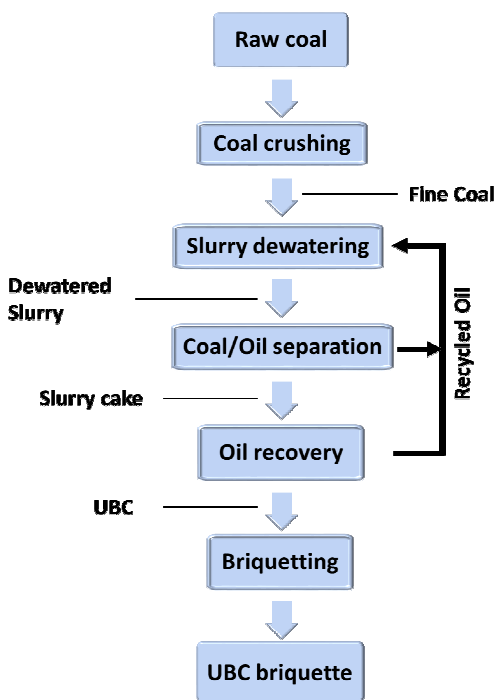 Raw coal
Coal crushing
Fine Coal
Slurry dewatering
Dewatered
Slurry
Coal/Oil separation
Recycled Oil
Slurry cake
Oil recovery
UBC
Briquetting
UBC briquette